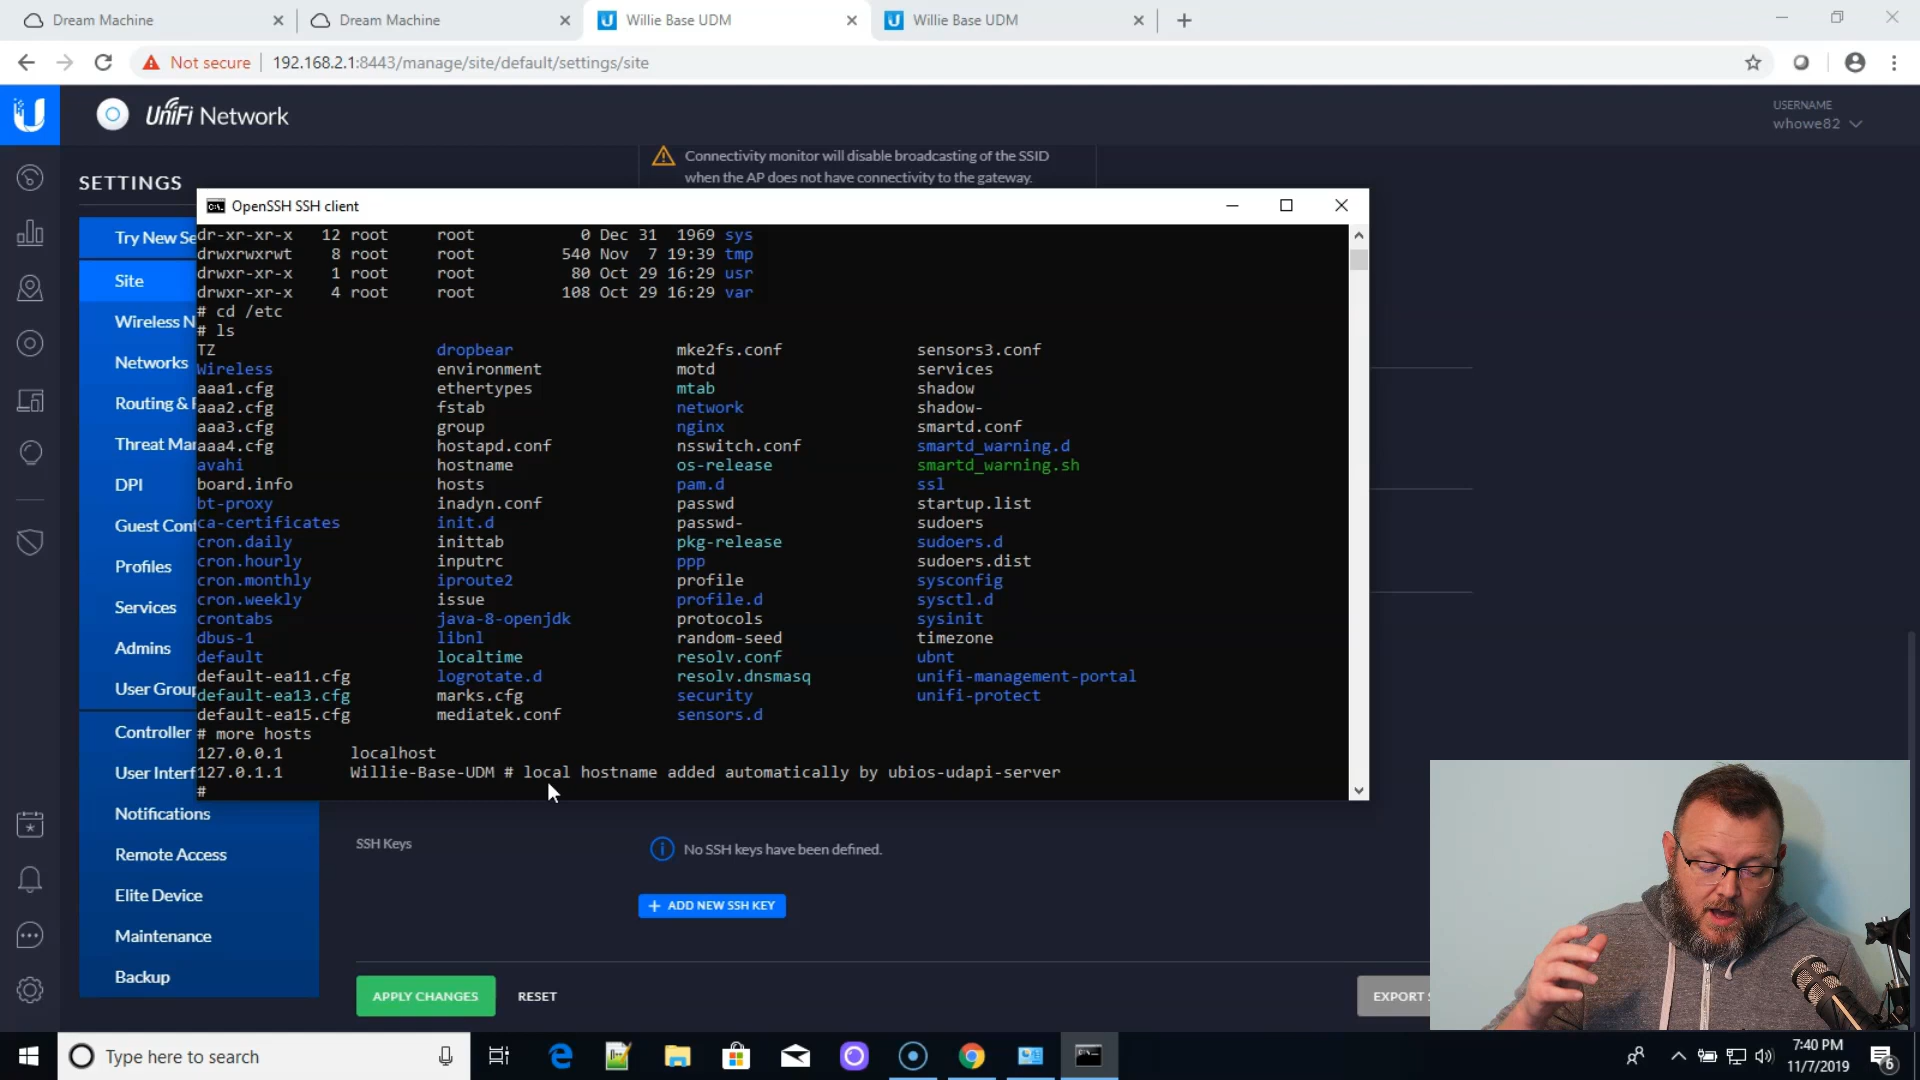 Dream Machine
Dream Machine
Willie Base UDM
Willie Base UDM
Not secure
192.168.2.1:8443/manage/site/default/settings/site
UniFi Network
USERNAME
whowe82
Connectivity monitor will disable broadcasting of the SSID
when the AP does not have connectivity to the gateway.
SETTINGS
Try New Se
Site
Wireless N
Networks
Routing & F
Threat Man
DPI
Guest Cont
Profiles
Services
Admins
User Group
Controller
User Interf
Notifications
Remote Access
Elite Device
Maintenance
Backup
OpenSSH SSH client
dr-xr-xr-x 12 root root 0 Dec 31 1969 sys
drwxrwxrwt 8 root root 540 Nov 7 19:39 tmp
drwxr-xr-x 1 root root 80 Oct 29 16:29 usr
drwxr-xr-x 4 root root 108 Oct 29 16:29 var
# cd /etc
# ls
TZ dropbear mke2fs.conf sensors3.conf
Wireless environment motd services
aaa1.cfg ethertypes mtab shadow
aaa2.cfg fstab network shadow-
aaa3.cfg group nginx smartd.conf
aaa4.cfg hostapd.conf nsswitch.conf smartd_warning.d
avahi hostname os-release smartd_warning.sh
board.info hosts pam.d ssl
bt-proxy inadyn.conf passwd startup.list
ca-certificates init.d passwd- sudoers
cron.daily inittab pkg-release sudoers.d
cron.hourly inputrc ppp sudoers.dist
cron.monthly iproute2 profile sysconfig
cron.weekly issue profile.d sysctl.d
crontabs java-8-openjdk protocols sysinit
dbus-1 libnl random-seed timezone
default localtime resolv.conf ubnt
default-ea11.cfg logrotate.d resolv.dnsmasq unifi-management-portal
default-ea13.cfg marks.cfg security unifi-protect
default-ea15.cfg mediatek.conf sensors.d
# more hosts
127.0.0.1 localhost
127.0.1.1 Willie-Base-UDM # local hostname added automatically by ubios-udapi-server
#
SSH Keys
No SSH keys have been defined.
+ ADD NEW SSH KEY
APPLY CHANGES
RESET
EXPORT
Type here to search
7:40 PM
11/7/2019
6